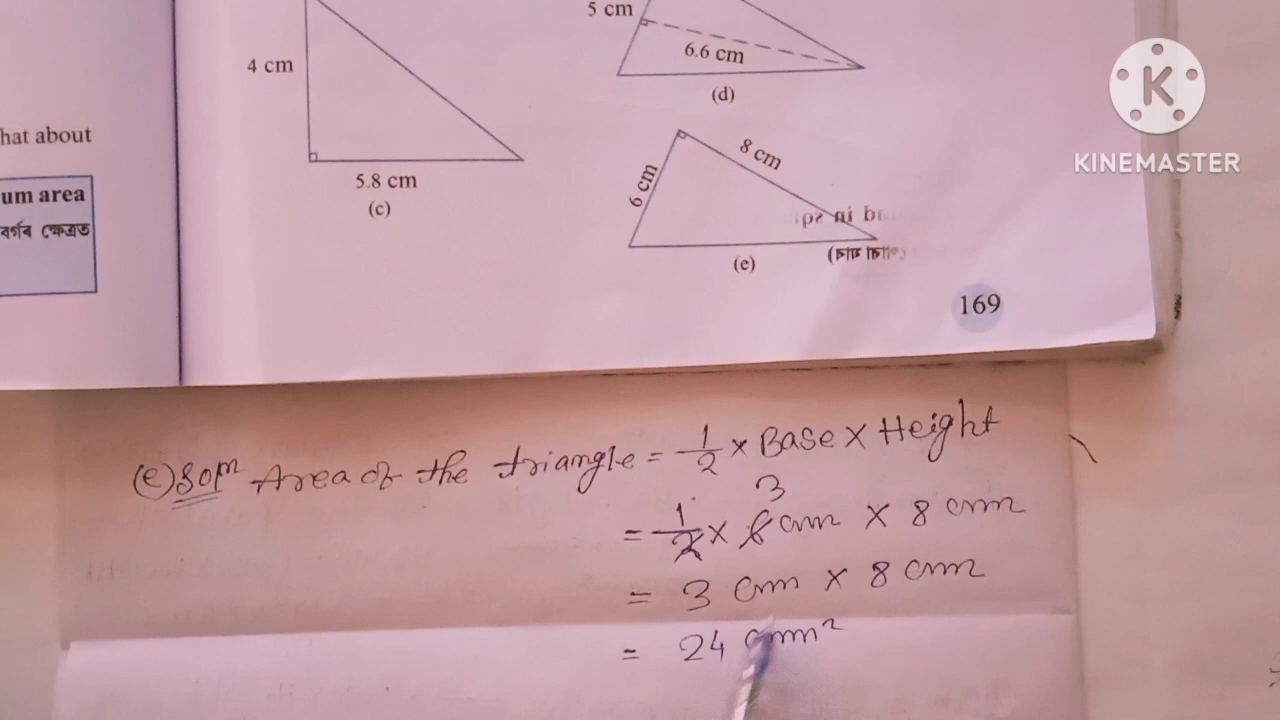 5 cm
4 cm
6.6 cm
(d)
hat about
8 cm
KINEMASTER
um area
5.8 cm
6 cm
(c)
বৰ্গৰ ক্ষেত্ৰত
(e)
169
(e) Solⁿ Area of the triangle = 1/2 × Base × Height
3
= 1/2 × 6 cm × 8 cm
= 3 cm × 8 cm
= 24 cm²